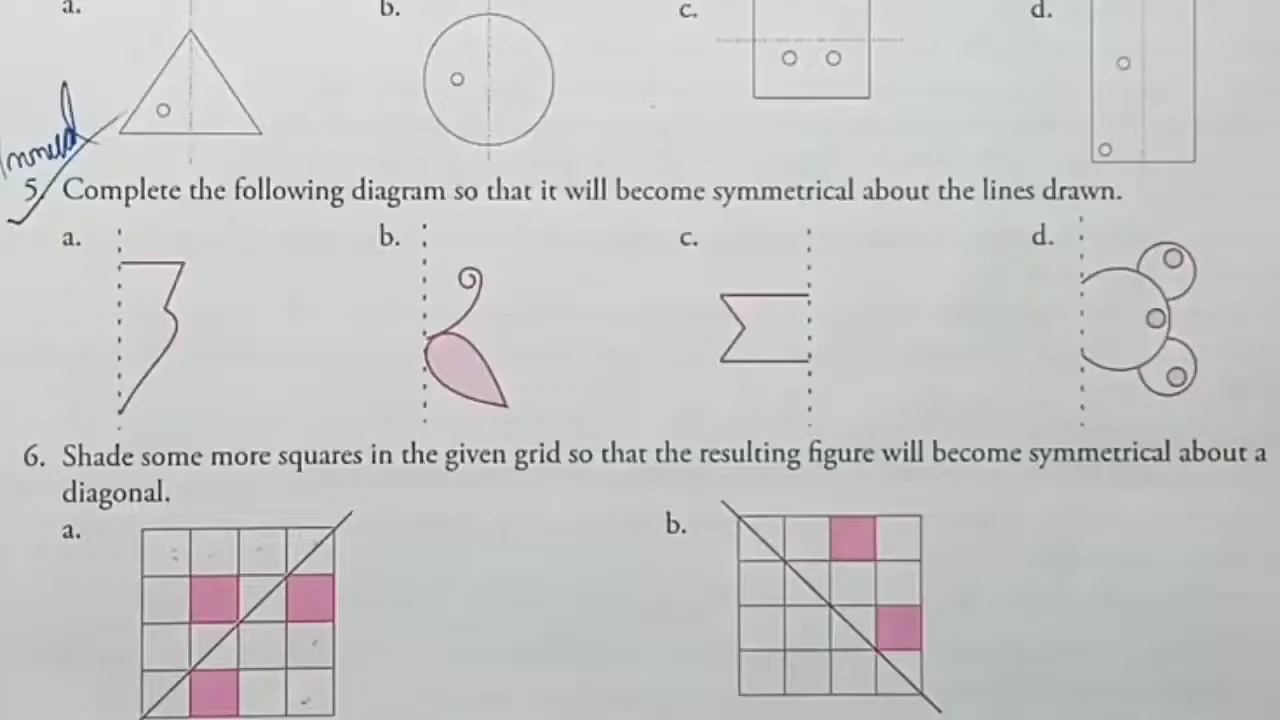 a. b. c. d.
5. Complete the following diagram so that it will become symmetrical about the lines drawn.
a. b. c. d.
6. Shade some more squares in the given grid so that the resulting figure will become symmetrical about a
diagonal.
a. b.